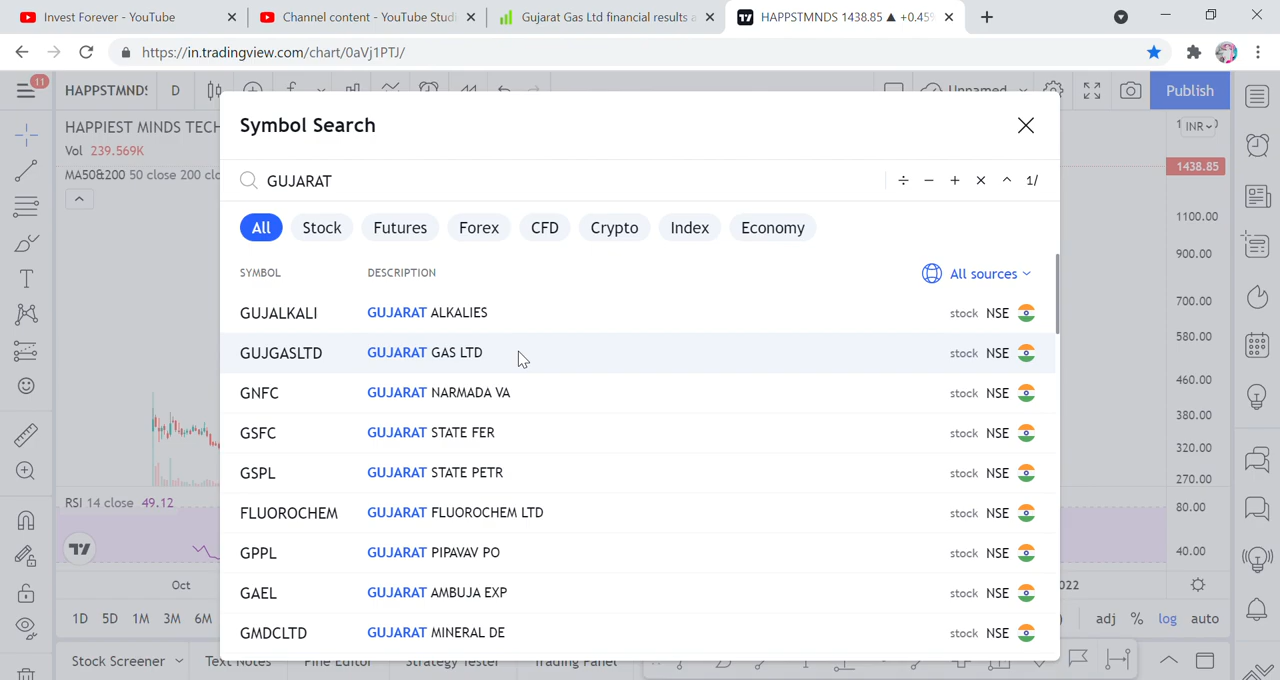 Invest Forever - YouTube
Channel content - YouTube Studi
Gujarat Gas Ltd financial results a
HAPPSTMNDS 1438.85 ▲ +0.45%
https://in.tradingview.com/chart/0aVj1PTJ/
11
HAPPSTMNDS
D
Unnamed
Publish
HAPPIEST MINDS TECH
Vol 239.569K
MA50&200 50 close 200 clo
INR
1438.85
1100.00
900.00
700.00
580.00
460.00
380.00
320.00
270.00
80.00
40.00
Symbol Search
GUJARAT
÷ − + × ^ 1/
All Stock Futures Forex CFD Crypto Index Economy
SYMBOL DESCRIPTION All sources
GUJALKALI GUJARAT ALKALIES stock NSE
GUJGASLTD GUJARAT GAS LTD stock NSE
GNFC GUJARAT NARMADA VA stock NSE
GSFC GUJARAT STATE FER stock NSE
GSPL GUJARAT STATE PETR stock NSE
FLUOROCHEM GUJARAT FLUOROCHEM LTD stock NSE
GPPL GUJARAT PIPAVAV PO stock NSE
GAEL GUJARAT AMBUJA EXP stock NSE
GMDCLTD GUJARAT MINERAL DE stock NSE
RSI 14 close 49.12
Oct
1D 5D 1M 3M 6M
adj % log auto
Stock Screener Text Notes Pine Editor Strategy Tester Trading Panel